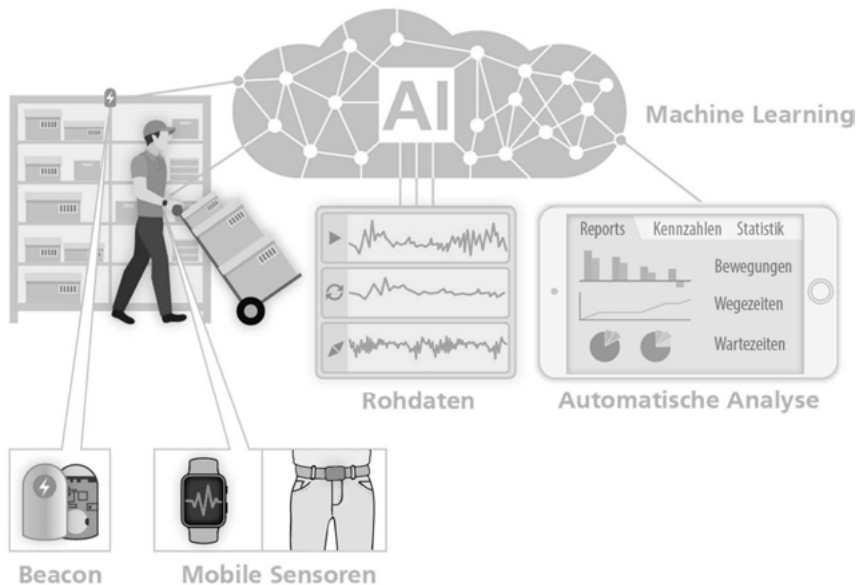 AI
Machine Learning
Reports Kennzahlen Statistik
Bewegungen
Wegezeiten
Wartezeiten
Rohdaten
Automatische Analyse
Beacon
Mobile Sensoren